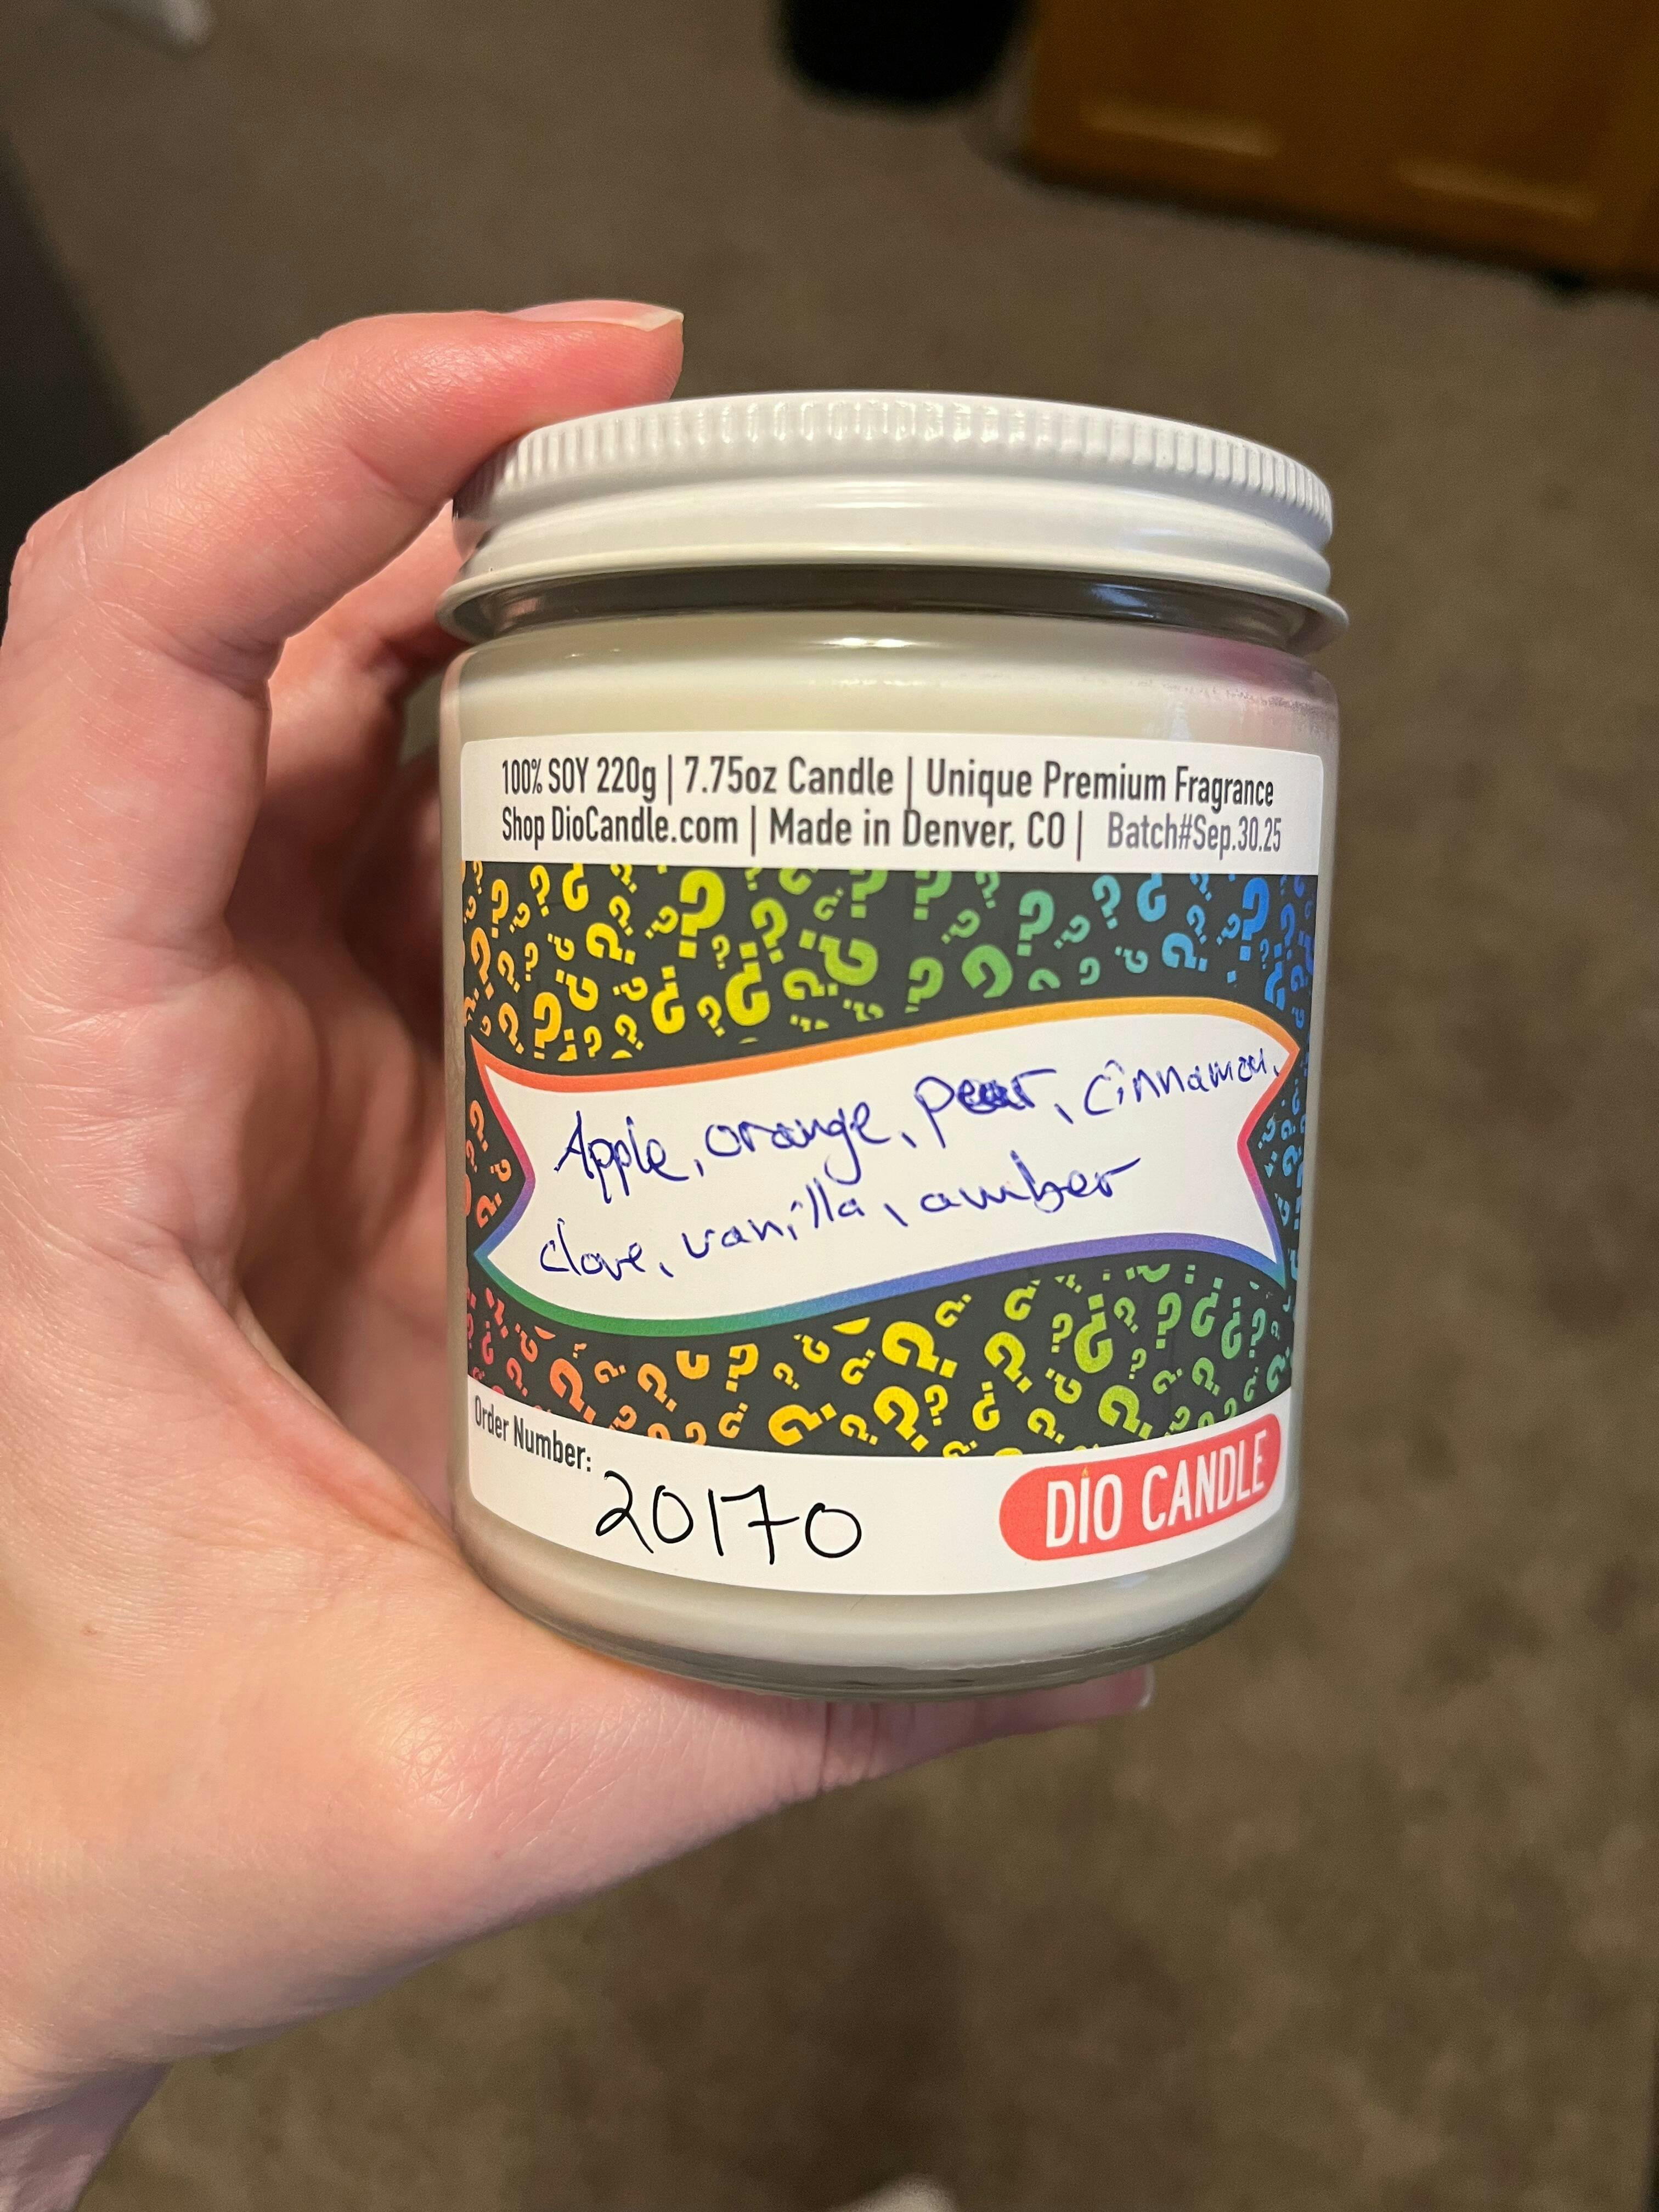 100% SOY 220g | 7.75oz Candle | Unique Premium Fragrance
Shop DioCandle.com | Made in Denver, CO | Batch#Sep.30.25
Apple, orange, pear, cinnamon,
clove, vanilla, amber
Order Number:
20170
DIO CANDLE